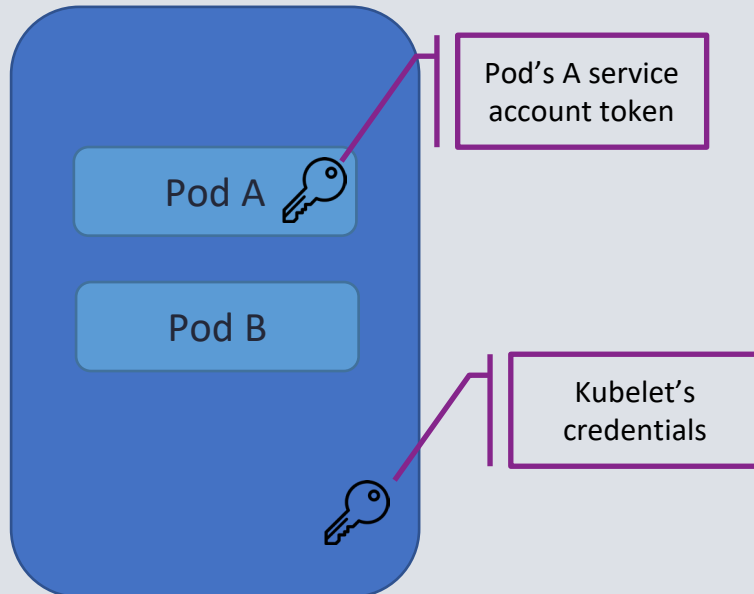 Pod’s A service
account token
Pod A
Pod B
Kubelet’s
credentials